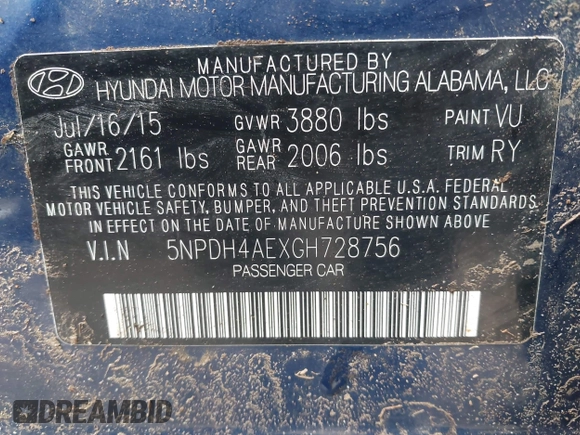 MANUFACTURED BY
HYUNDAI MOTOR MANUFACTURING ALABAMA, LLC
Jul/16/15 GVWR 3880 lbs PAINT VU
GAWR FRONT 2161 lbs GAWR REAR 2006 lbs TRIM RY
THIS VEHICLE CONFORMS TO ALL APPLICABLE U.S.A. FEDERAL
MOTOR VEHICLE SAFETY, BUMPER, AND THEFT PREVENTION STANDARDS
IN EFFECT ON THE DATE OF MANUFACTURE SHOWN ABOVE
V.I.N 5NPDH4AEXGH728756
PASSENGER CAR
DREAMBID